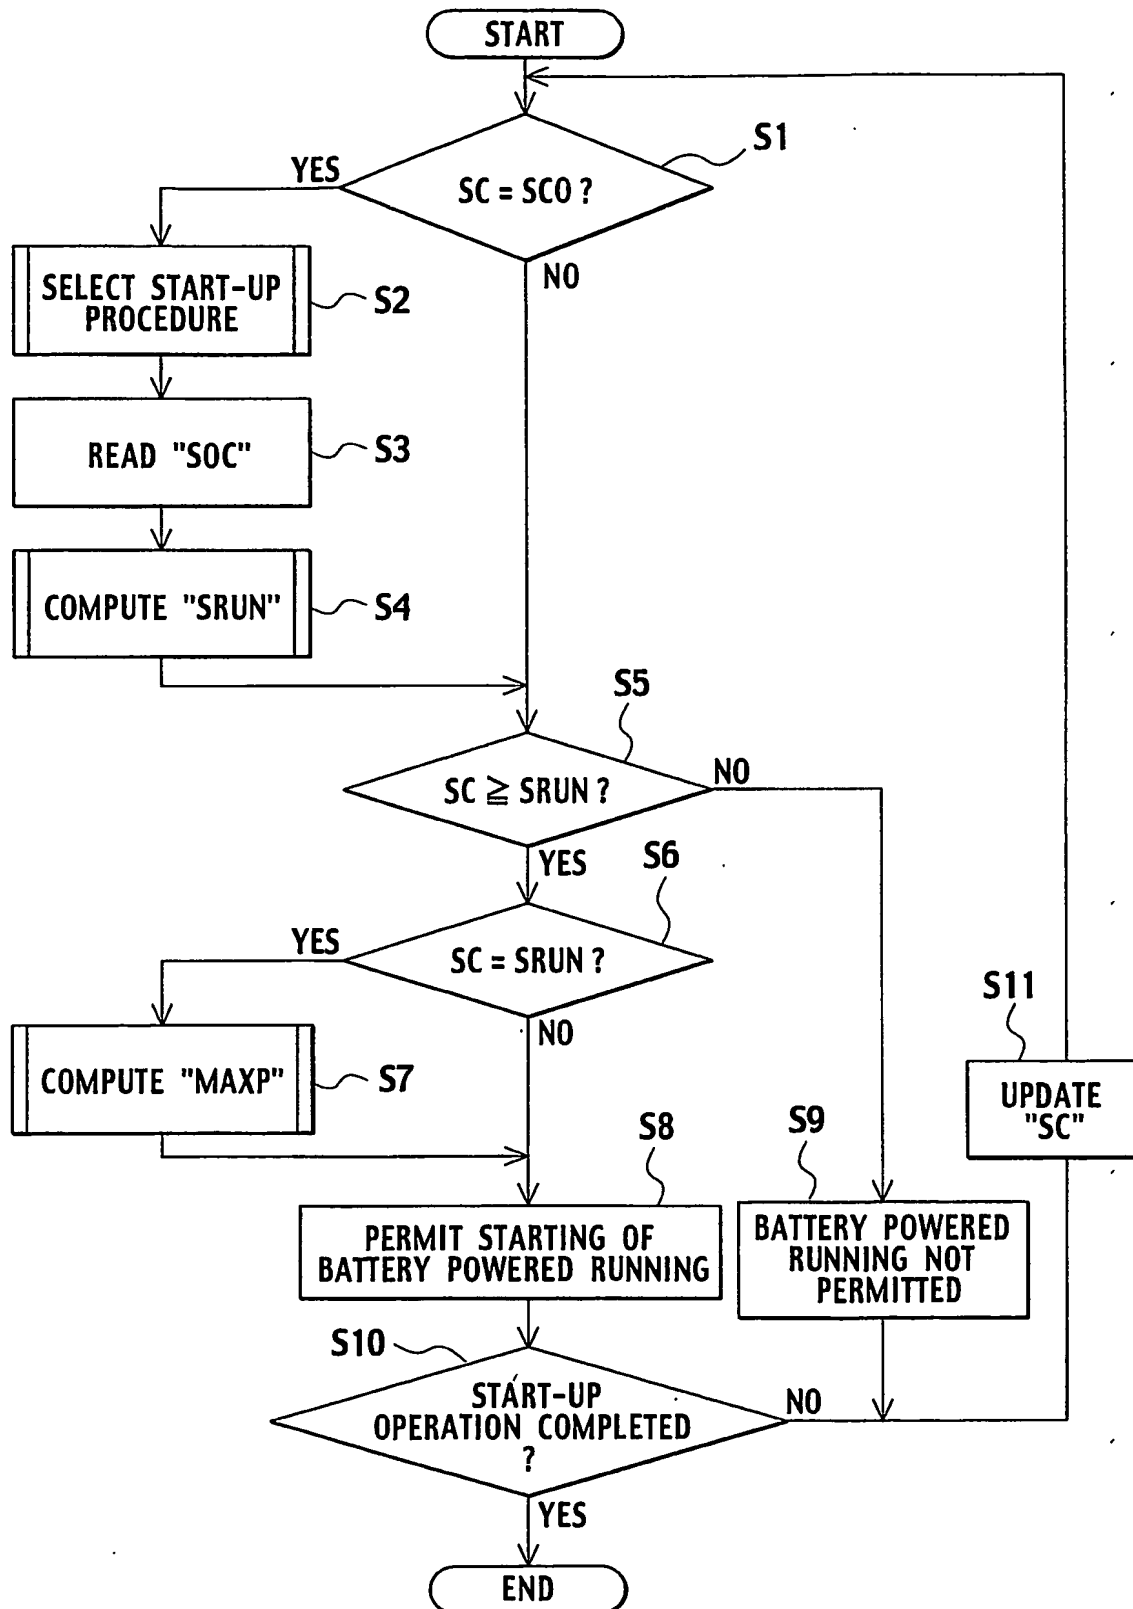 START
S1
YES
SC = SC0 ?
NO
SELECT START-UP
PROCEDURE
S2
READ "SOC"
S3
COMPUTE "SRUN"
S4
S5
SC ≧ SRUN ?
NO
YES
S6
YES
SC = SRUN ?
NO
COMPUTE "MAXP"
S7
S11
UPDATE
"SC"
S8
PERMIT STARTING OF
BATTERY POWERED RUNNING
S9
BATTERY POWERED
RUNNING NOT
PERMITTED
S10
START-UP
OPERATION COMPLETED
?
NO
YES
END